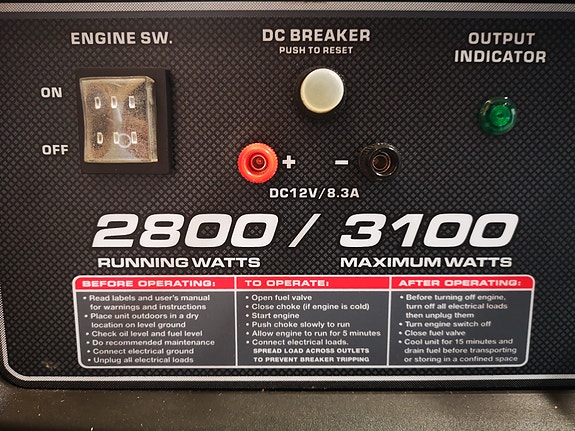 ENGINE SW.
DC BREAKER
PUSH TO RESET
OUTPUT
INDICATOR
ON
OFF
+ -
DC12V/8.3A
2800 / 3100
RUNNING WATTS MAXIMUM WATTS
BEFORE OPERATING:
• Read labels and user's manual
for warnings and instructions
• Place unit outdoors in a dry
location on level ground
• Check oil and fuel level
• Do recommended maintenance
• Connect electrical ground
• Unplug all electrical loads
TO OPERATE:
• Open fuel valve
• Close choke (if engine is cold)
• Start engine
• Push choke slowly to run
• Allow engine to run for 5 minutes
• Connect electrical loads.
SPREAD LOAD ACROSS OUTLETS
TO PREVENT BREAKER TRIPPING
AFTER OPERATING:
• Before turning off engine,
turn off all electrical loads
then unplug them
• Turn engine switch off
• Close fuel valve
• Cool unit for 15 minutes and
drain fuel before transporting
or storing in a confined space